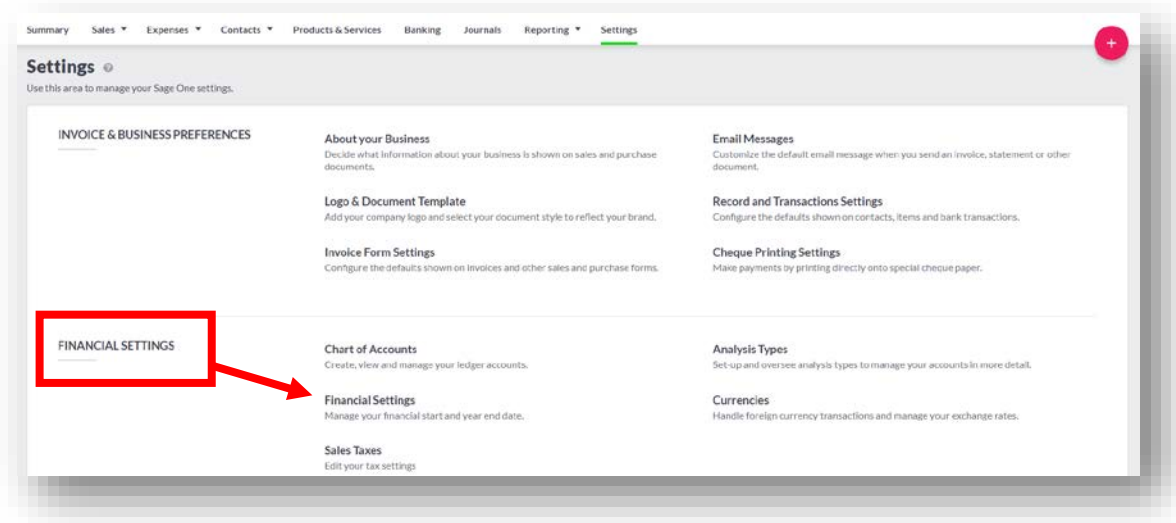 Summary Sales Expenses Contacts Products & Services Banking Journals Reporting Settings
+
Settings ?
Use this area to manage your Sage One settings.
INVOICE & BUSINESS PREFERENCES
About your Business
Decide what information about your business is shown on sales and purchase
documents.
Email Messages
Customize the default email message when you send an invoice, statement or other
document.
Logo & Document Template
Add your company logo and select your document style to reflect your brand.
Record and Transactions Settings
Configure the defaults shown on contacts, items and bank transactions.
Invoice Form Settings
Configure the defaults shown on invoices and other sales and purchase forms.
Cheque Printing Settings
Make payments by printing directly onto special cheque paper.
FINANCIAL SETTINGS
Chart of Accounts
Create, view and manage your ledger accounts.
Analysis Types
Set-up and oversee analysis types to manage your accounts in more detail.
Financial Settings
Manage your financial start and year end date.
Currencies
Handle foreign currency transactions and manage your exchange rates.
Sales Taxes
Edit your tax settings